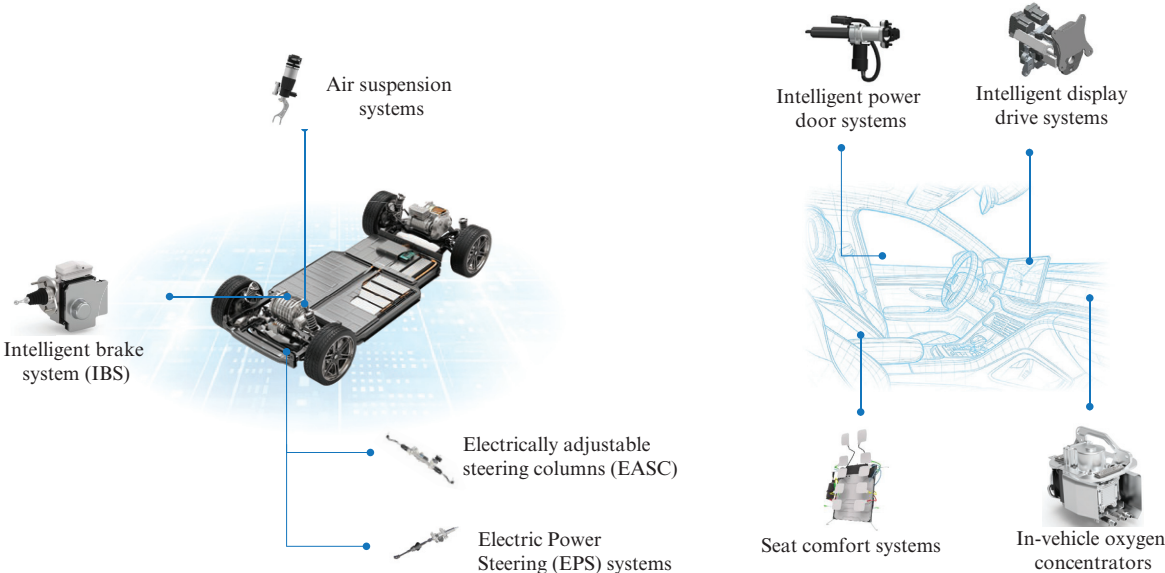 Air suspension
systems
Intelligent brake
system (IBS)
Electrically adjustable
steering columns (EASC)
Electric Power
Steering (EPS) systems
Intelligent power
door systems
Intelligent display
drive systems
Seat comfort systems
In-vehicle oxygen
concentrators